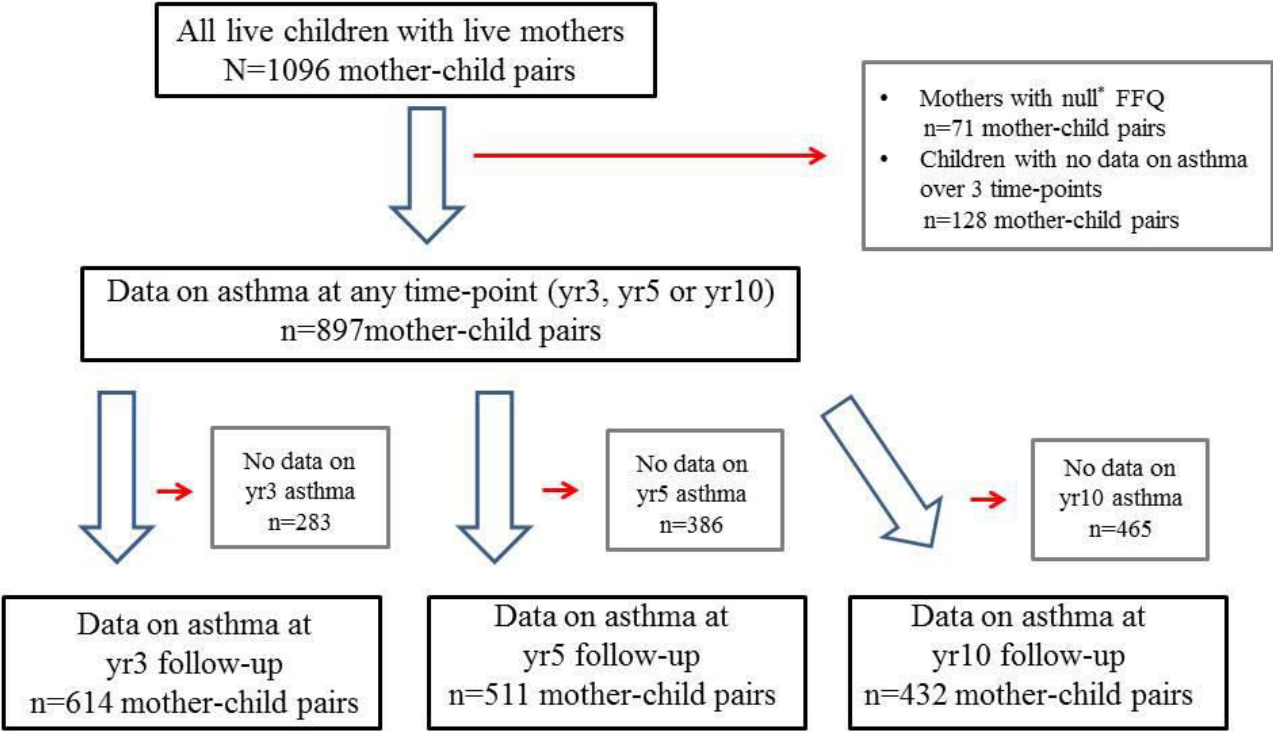 All live children with live mothers
N=1096 mother-child pairs
• Mothers with null* FFQ
n=71 mother-child pairs
• Children with no data on asthma
over 3 time-points
n=128 mother-child pairs
Data on asthma at any time-point (yr3, yr5 or yr10)
n=897mother-child pairs
No data on
yr3 asthma
n=283
No data on
yr5 asthma
n=386
No data on
yr10 asthma
n=465
Data on asthma at
yr3 follow-up
n=614 mother-child pairs
Data on asthma at
yr5 follow-up
n=511 mother-child pairs
Data on asthma at
yr10 follow-up
n=432 mother-child pairs